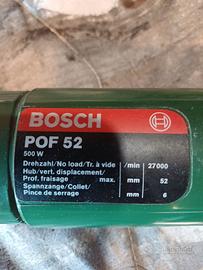 BOSCH
POF 52
500 W
Drehzahl/No load/Tr. à vide /min 27000
Hub/vert. displacement/
Prof. fraisage max. mm 52
Spannzange/Collet/
Pince de serrage mm 6